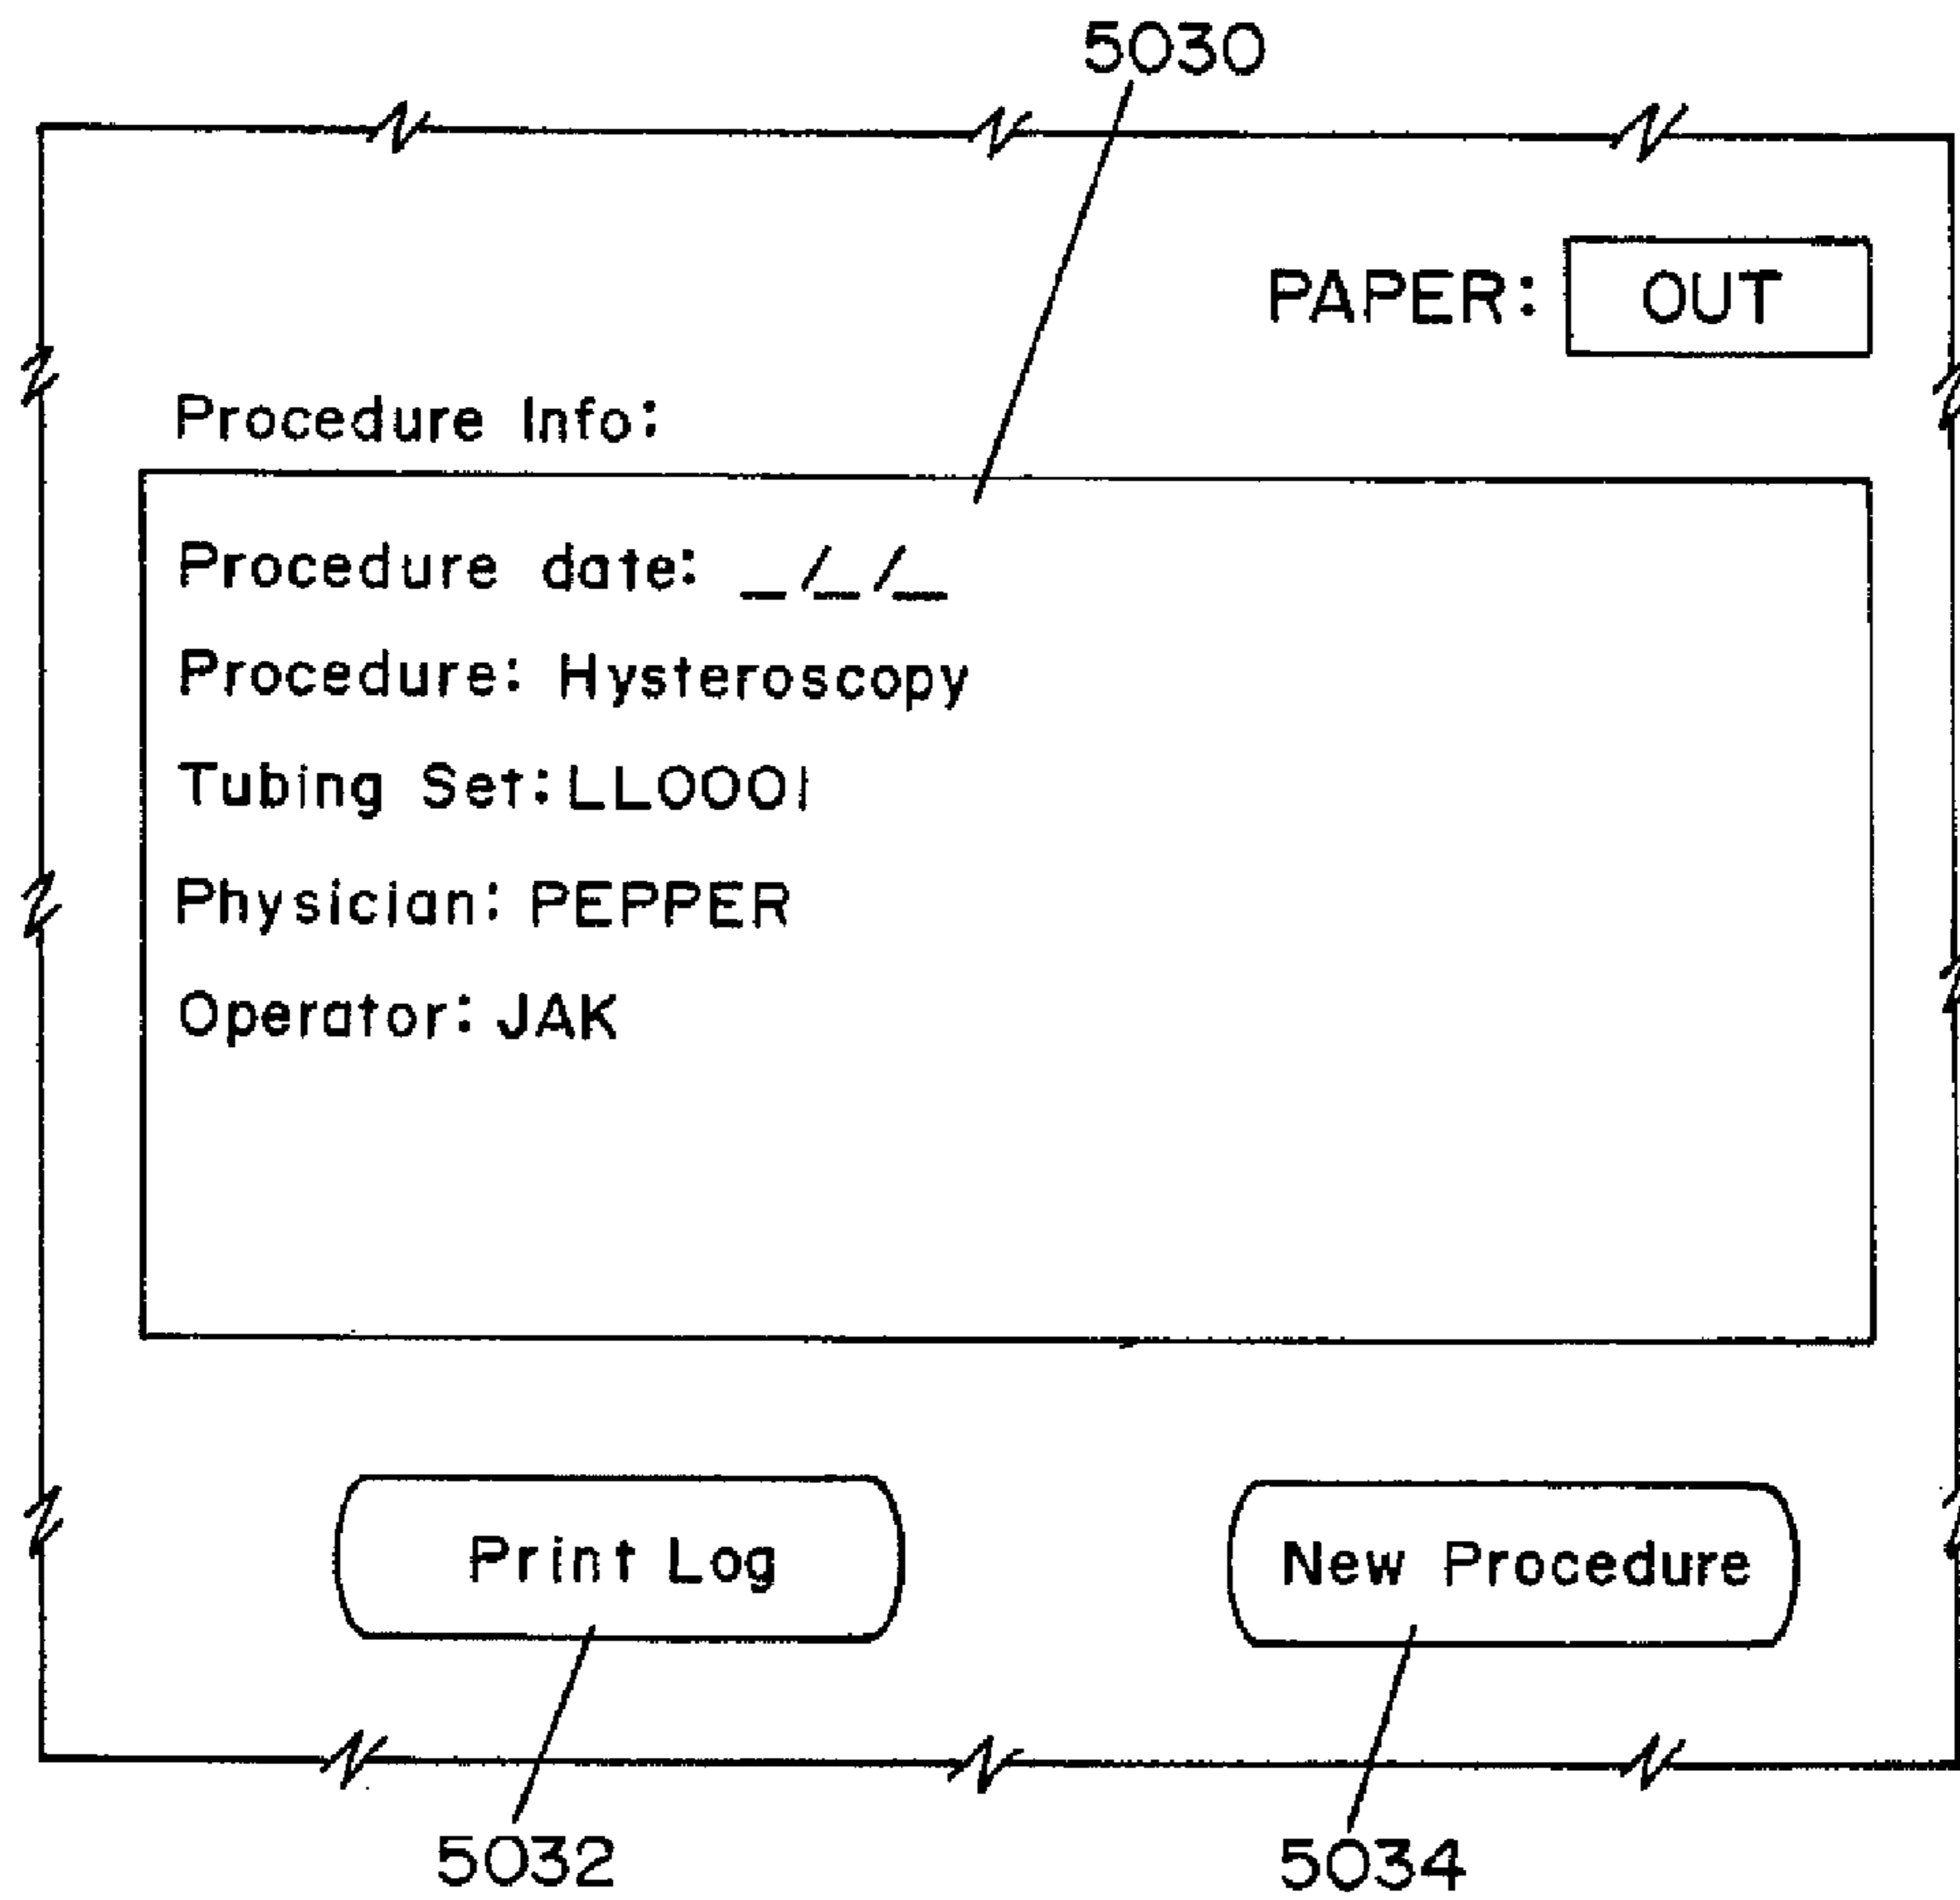 5030
PAPER: OUT
Procedure Info:
Procedure date: _/_/_
Procedure: Hysteroscopy
Tubing Set: LL0001
Physician: PEPPER
Operator: JAK
Print Log
New Procedure
5032
5034